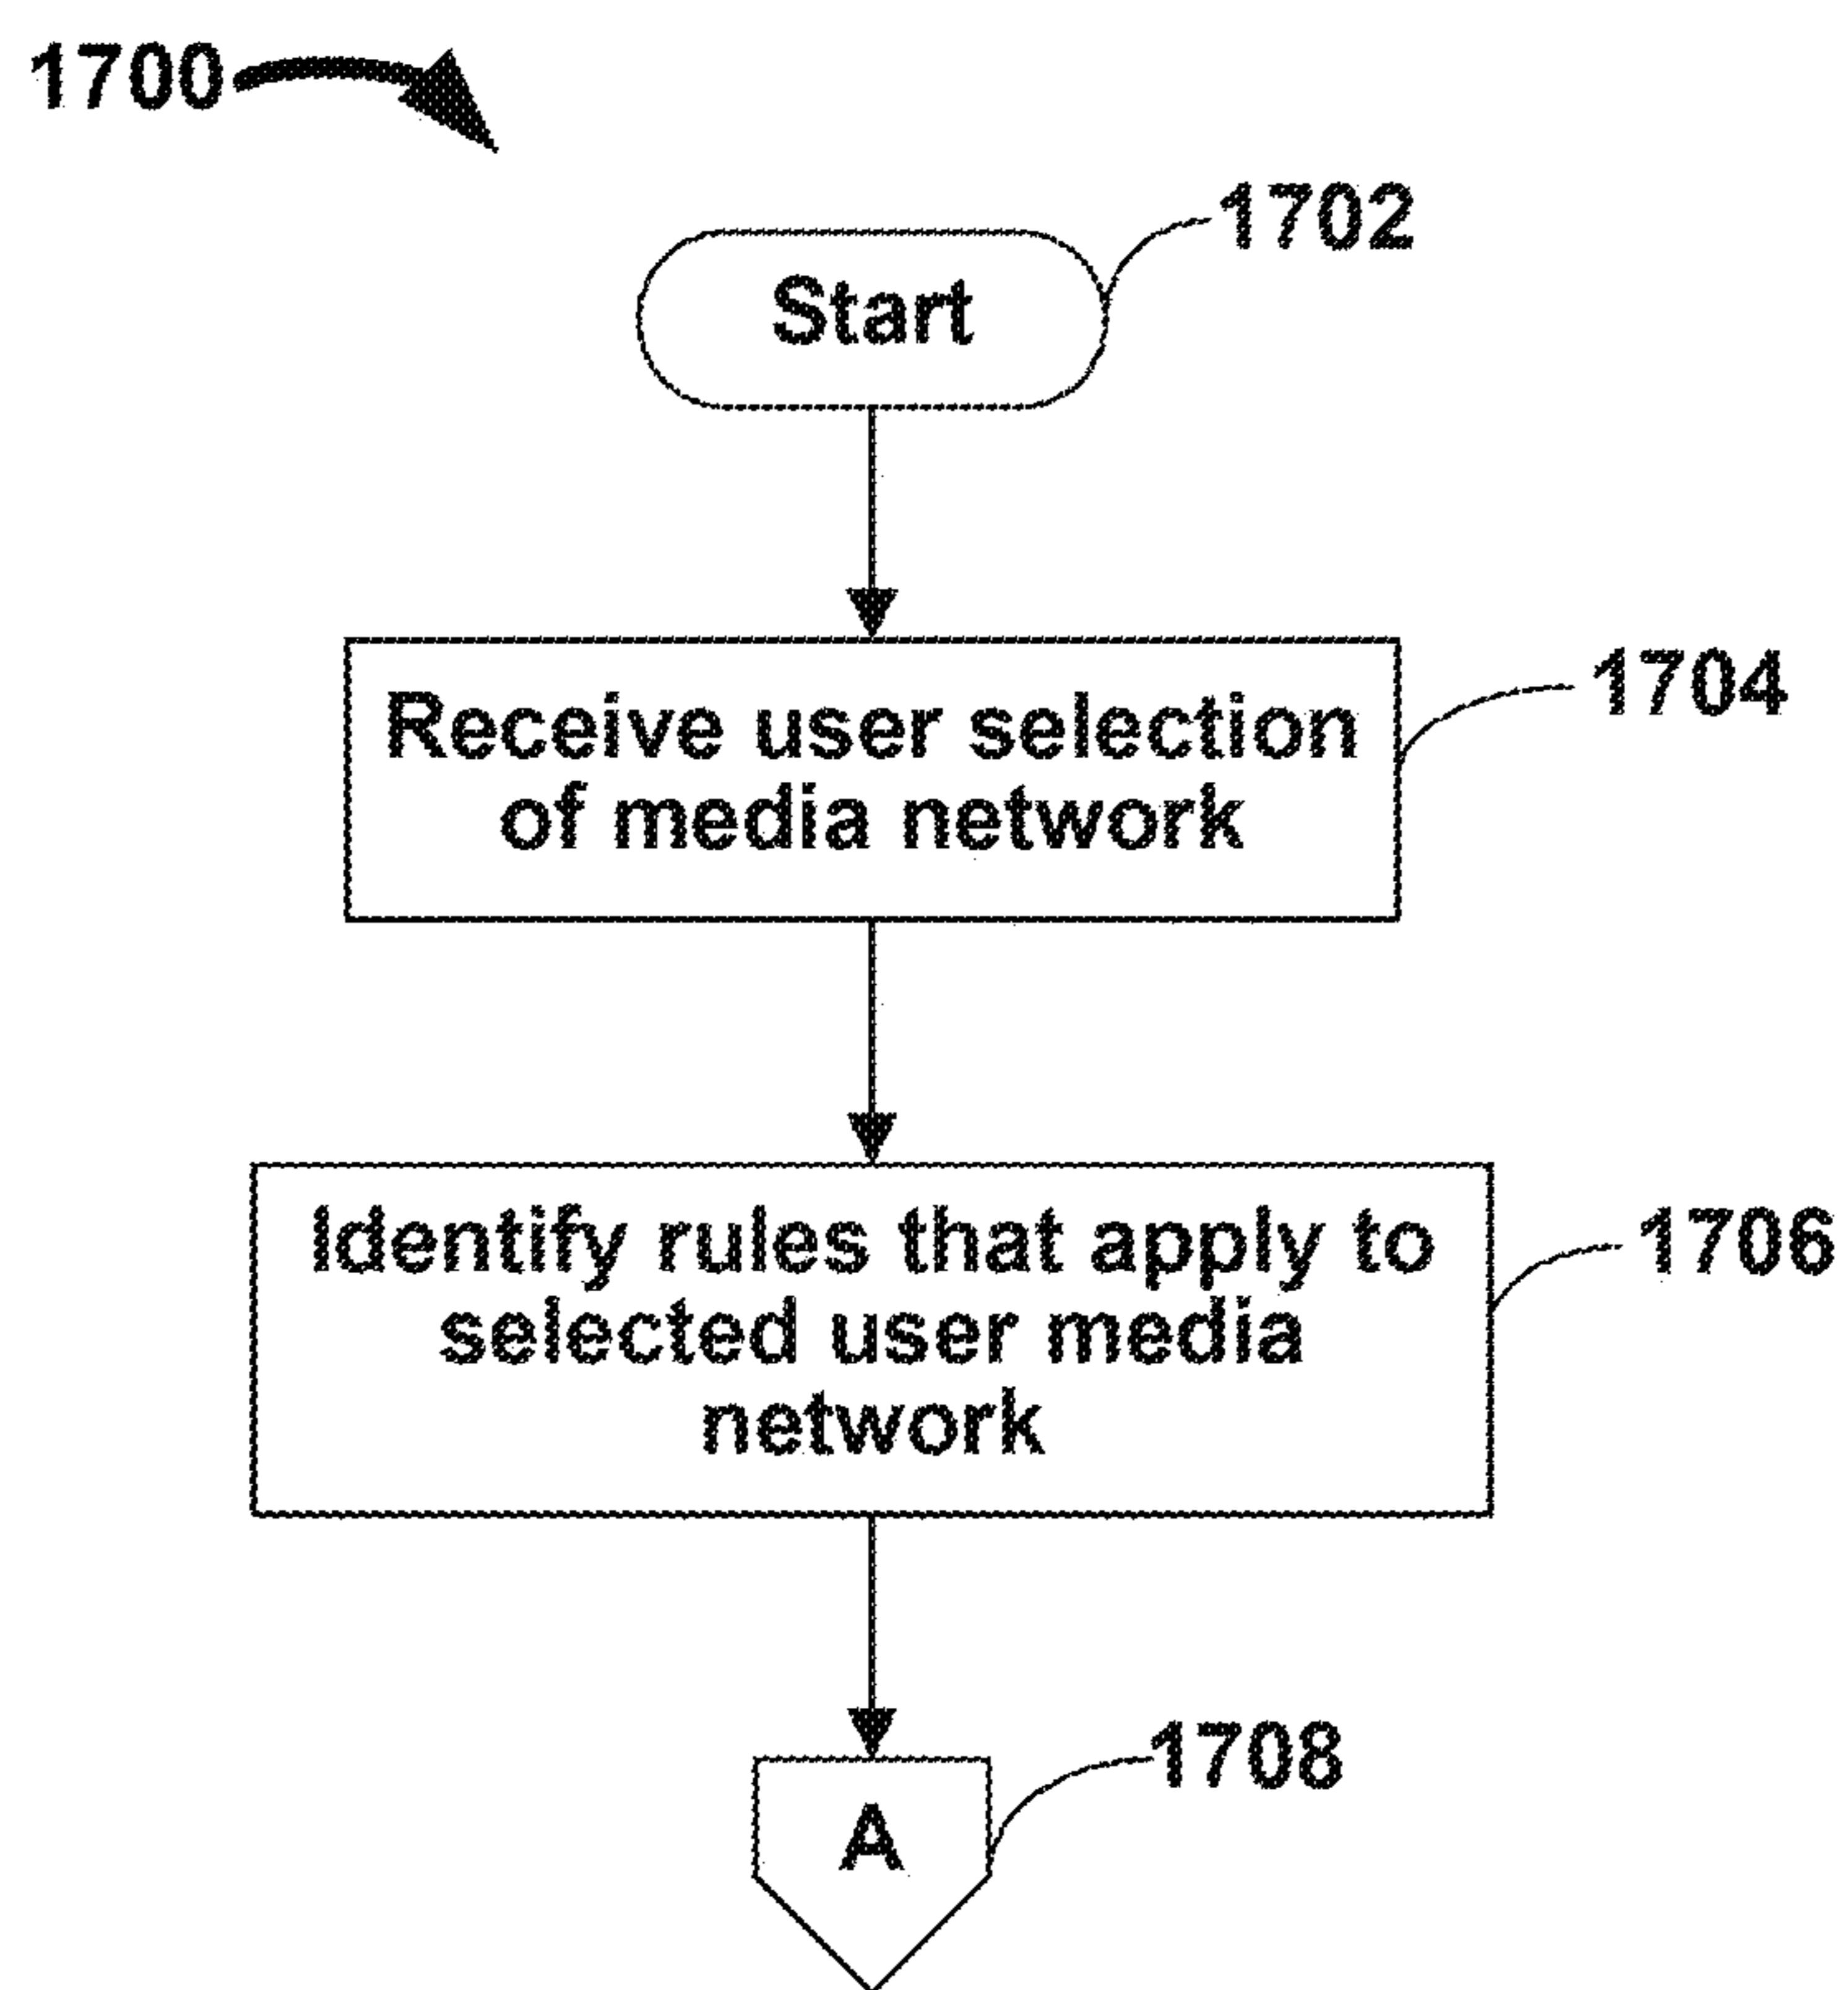 1700
1702
Start
1704
Receive user selection
of media network
1706
Identify rules that apply to
selected user media
network
1708
A